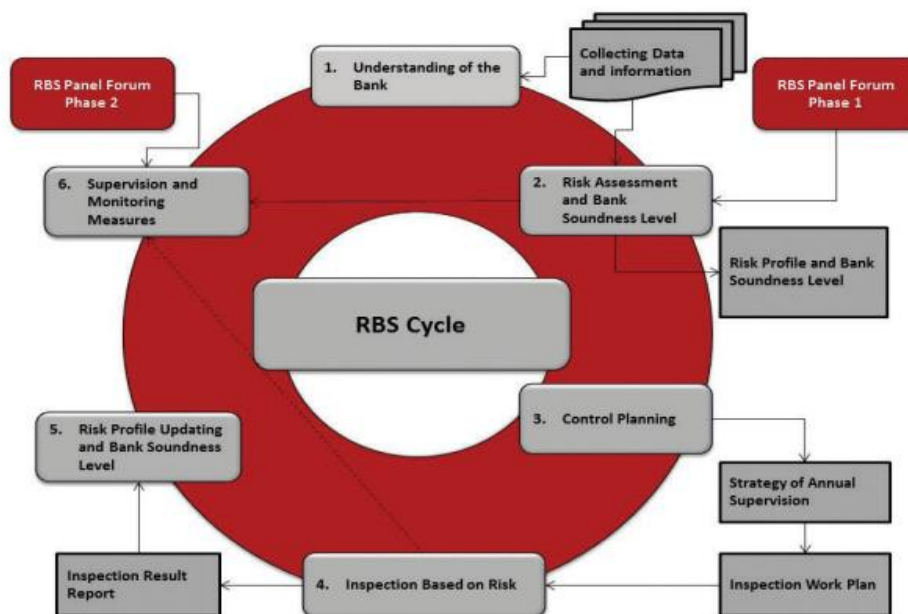 1. Understanding of the
Bank
Collecting Data
and information
RBS Panel Forum
Phase 2
RBS Panel Forum
Phase 1
6. Supervision and
Monitoring
Measures
2. Risk Assessment
and Bank
Soundness Level
Risk Profile and Bank
Soundness Level
RBS Cycle
5. Risk Profile Updating
and Bank Soundness
Level
3. Control Planning
Strategy of Annual
Supervision
Inspection Result
Report
4. Inspection Based on Risk
Inspection Work Plan